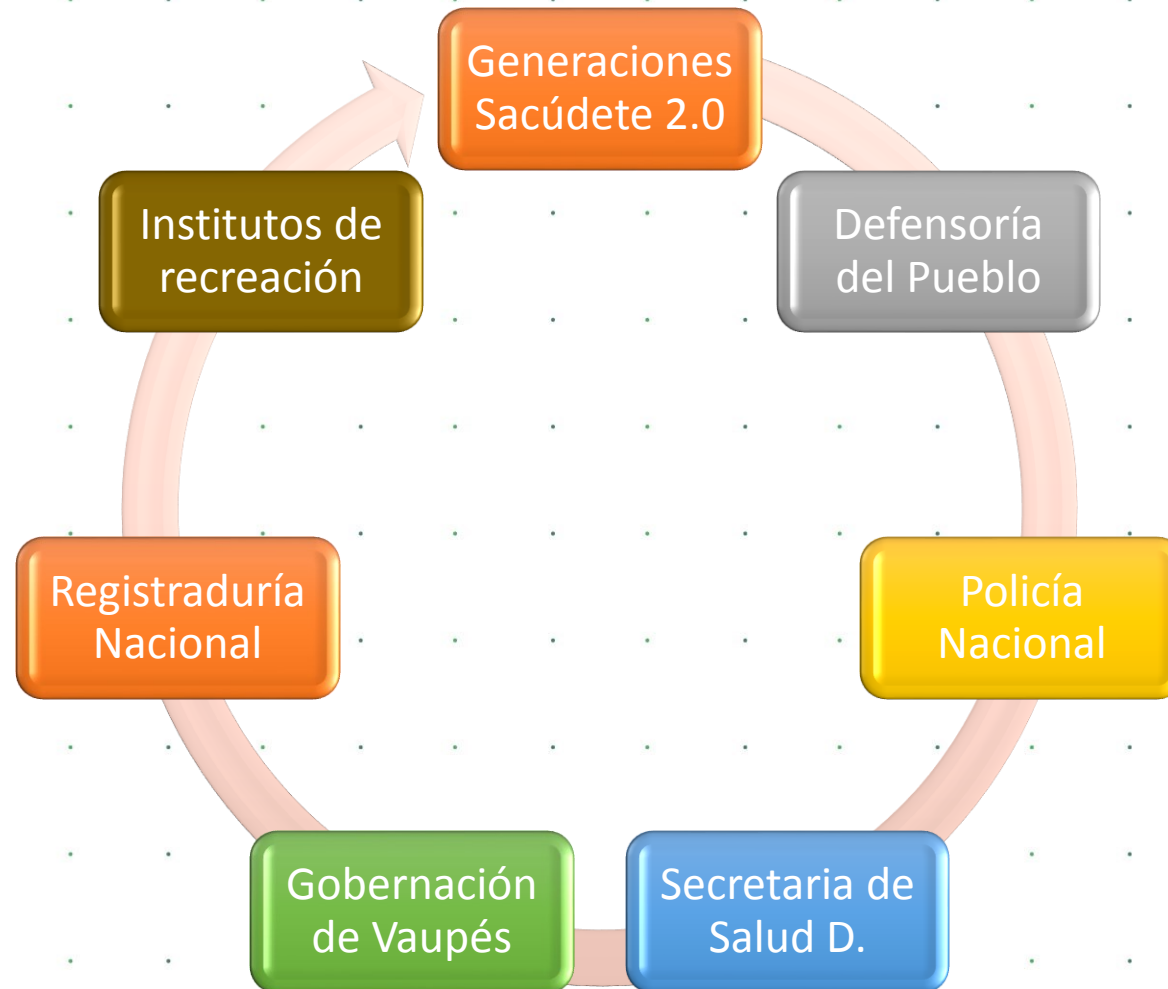 Generaciones
Sacúdete 2.0
Defensoría
del Pueblo
Policía
Nacional
Secretaria de
Salud D.
Gobernación
de Vaupés
Registraduría
Nacional
Institutos de
recreación